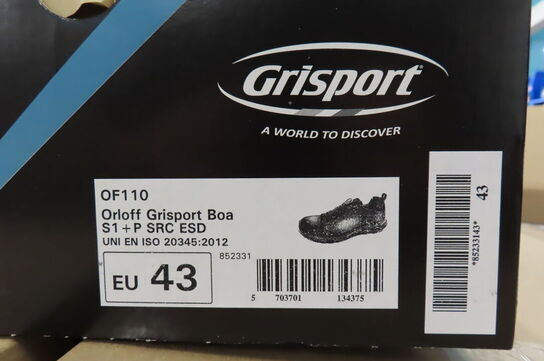 Grisport
A WORLD TO DISCOVER
OF110
Orloff Grisport Boa
S1+P SRC ESD
UNI EN ISO 20345:2012
852331
EU 43
5 703701 134375
43
*85233143*